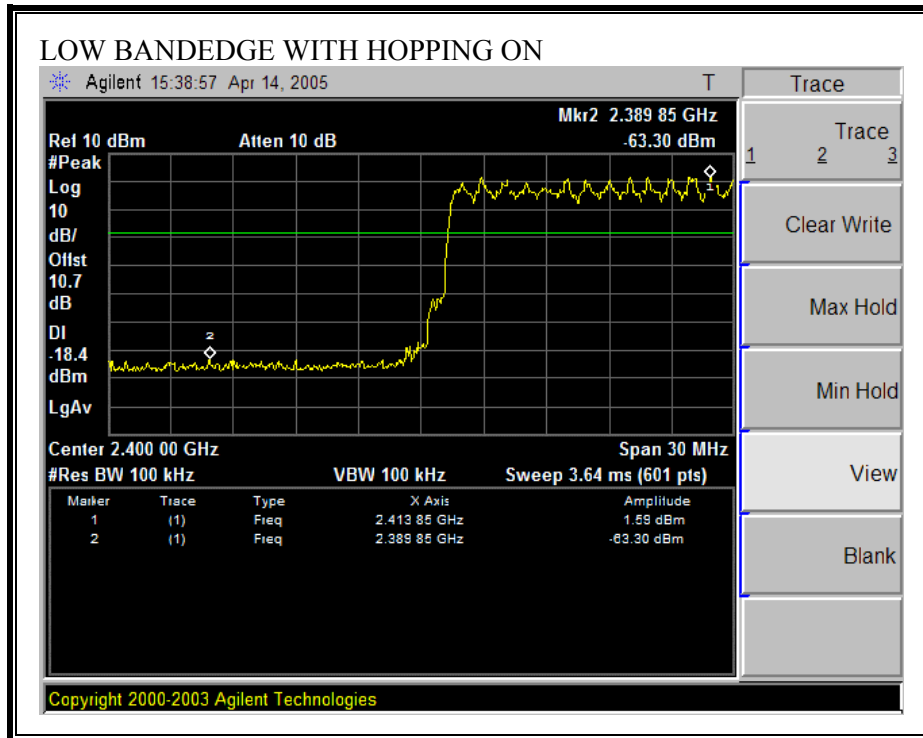 LOW BANDEDGE WITH HOPPING ON
Agilent 15:38:57 Apr 14, 2005 T
Trace
Mkr2 2.389 85 GHz
Ref 10 dBm Atten 10 dB -63.30 dBm
#Peak
Log
10
dB/
Offst
10.7
dB
DI
-18.4
dBm
LgAv
1
2
Center 2.400 00 GHz Span 30 MHz
#Res BW 100 kHz VBW 100 kHz Sweep 3.64 ms (601 pts)
Marker Trace Type X Axis Amplitude
1 (1) Freq 2.413 85 GHz 1.59 dBm
2 (1) Freq 2.389 85 GHz -63.30 dBm
Trace
1 2 3
Clear Write
Max Hold
Min Hold
View
Blank
Copyright 2000-2003 Agilent Technologies